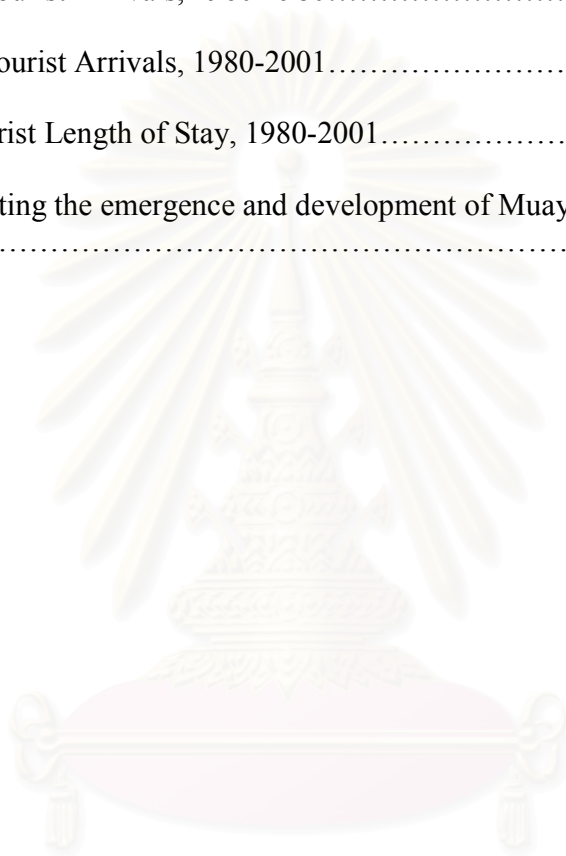 ourist Arrivals, 1980-2001…………………
rist Length of Stay, 1980-2001………………
ting the emergence and development of Muay
………………………………………………………